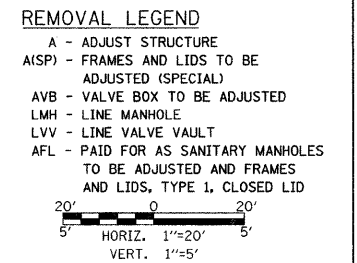 REMOVAL LEGEND
A - ADJUST STRUCTURE
A(SP) - FRAMES AND LIDS TO BE
ADJUSTED (SPECIAL)
AVB - VALVE BOX TO BE ADJUSTED
LMH - LINE MANHOLE
LVV - LINE VALVE VAULT
AFL - PAID FOR AS SANITARY MANHOLES
TO BE ADJUSTED AND FRAMES
AND LIDS, TYPE 1, CLOSED LID
20' 0 20'
5' HORIZ. 1"=20' 5'
VERT. 1"=5'